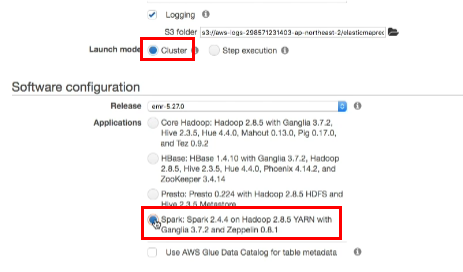 Logging
S3 folder s3://aws-logs-298571231403-ap-northeast-2/elasticmapred
Launch mode Cluster Step execution
Software configuration
Release emr-5.27.0
Applications Core Hadoop: Hadoop 2.8.5 with Ganglia 3.7.2,
Hive 2.3.5, Hue 4.4.0, Mahout 0.13.0, Pig 0.17.0,
and Tez 0.9.2
HBase: HBase 1.4.10 with Ganglia 3.7.2, Hadoop
2.8.5, Hive 2.3.5, Hue 4.4.0, Phoenix 4.14.2, and
ZooKeeper 3.4.14
Presto: Presto 0.224 with Hadoop 2.8.5 HDFS and
Hive 2.3.5 Metastore
Spark: Spark 2.4.4 on Hadoop 2.8.5 YARN with
Ganglia 3.7.2 and Zeppelin 0.8.1
Use AWS Glue Data Catalog for table metadata